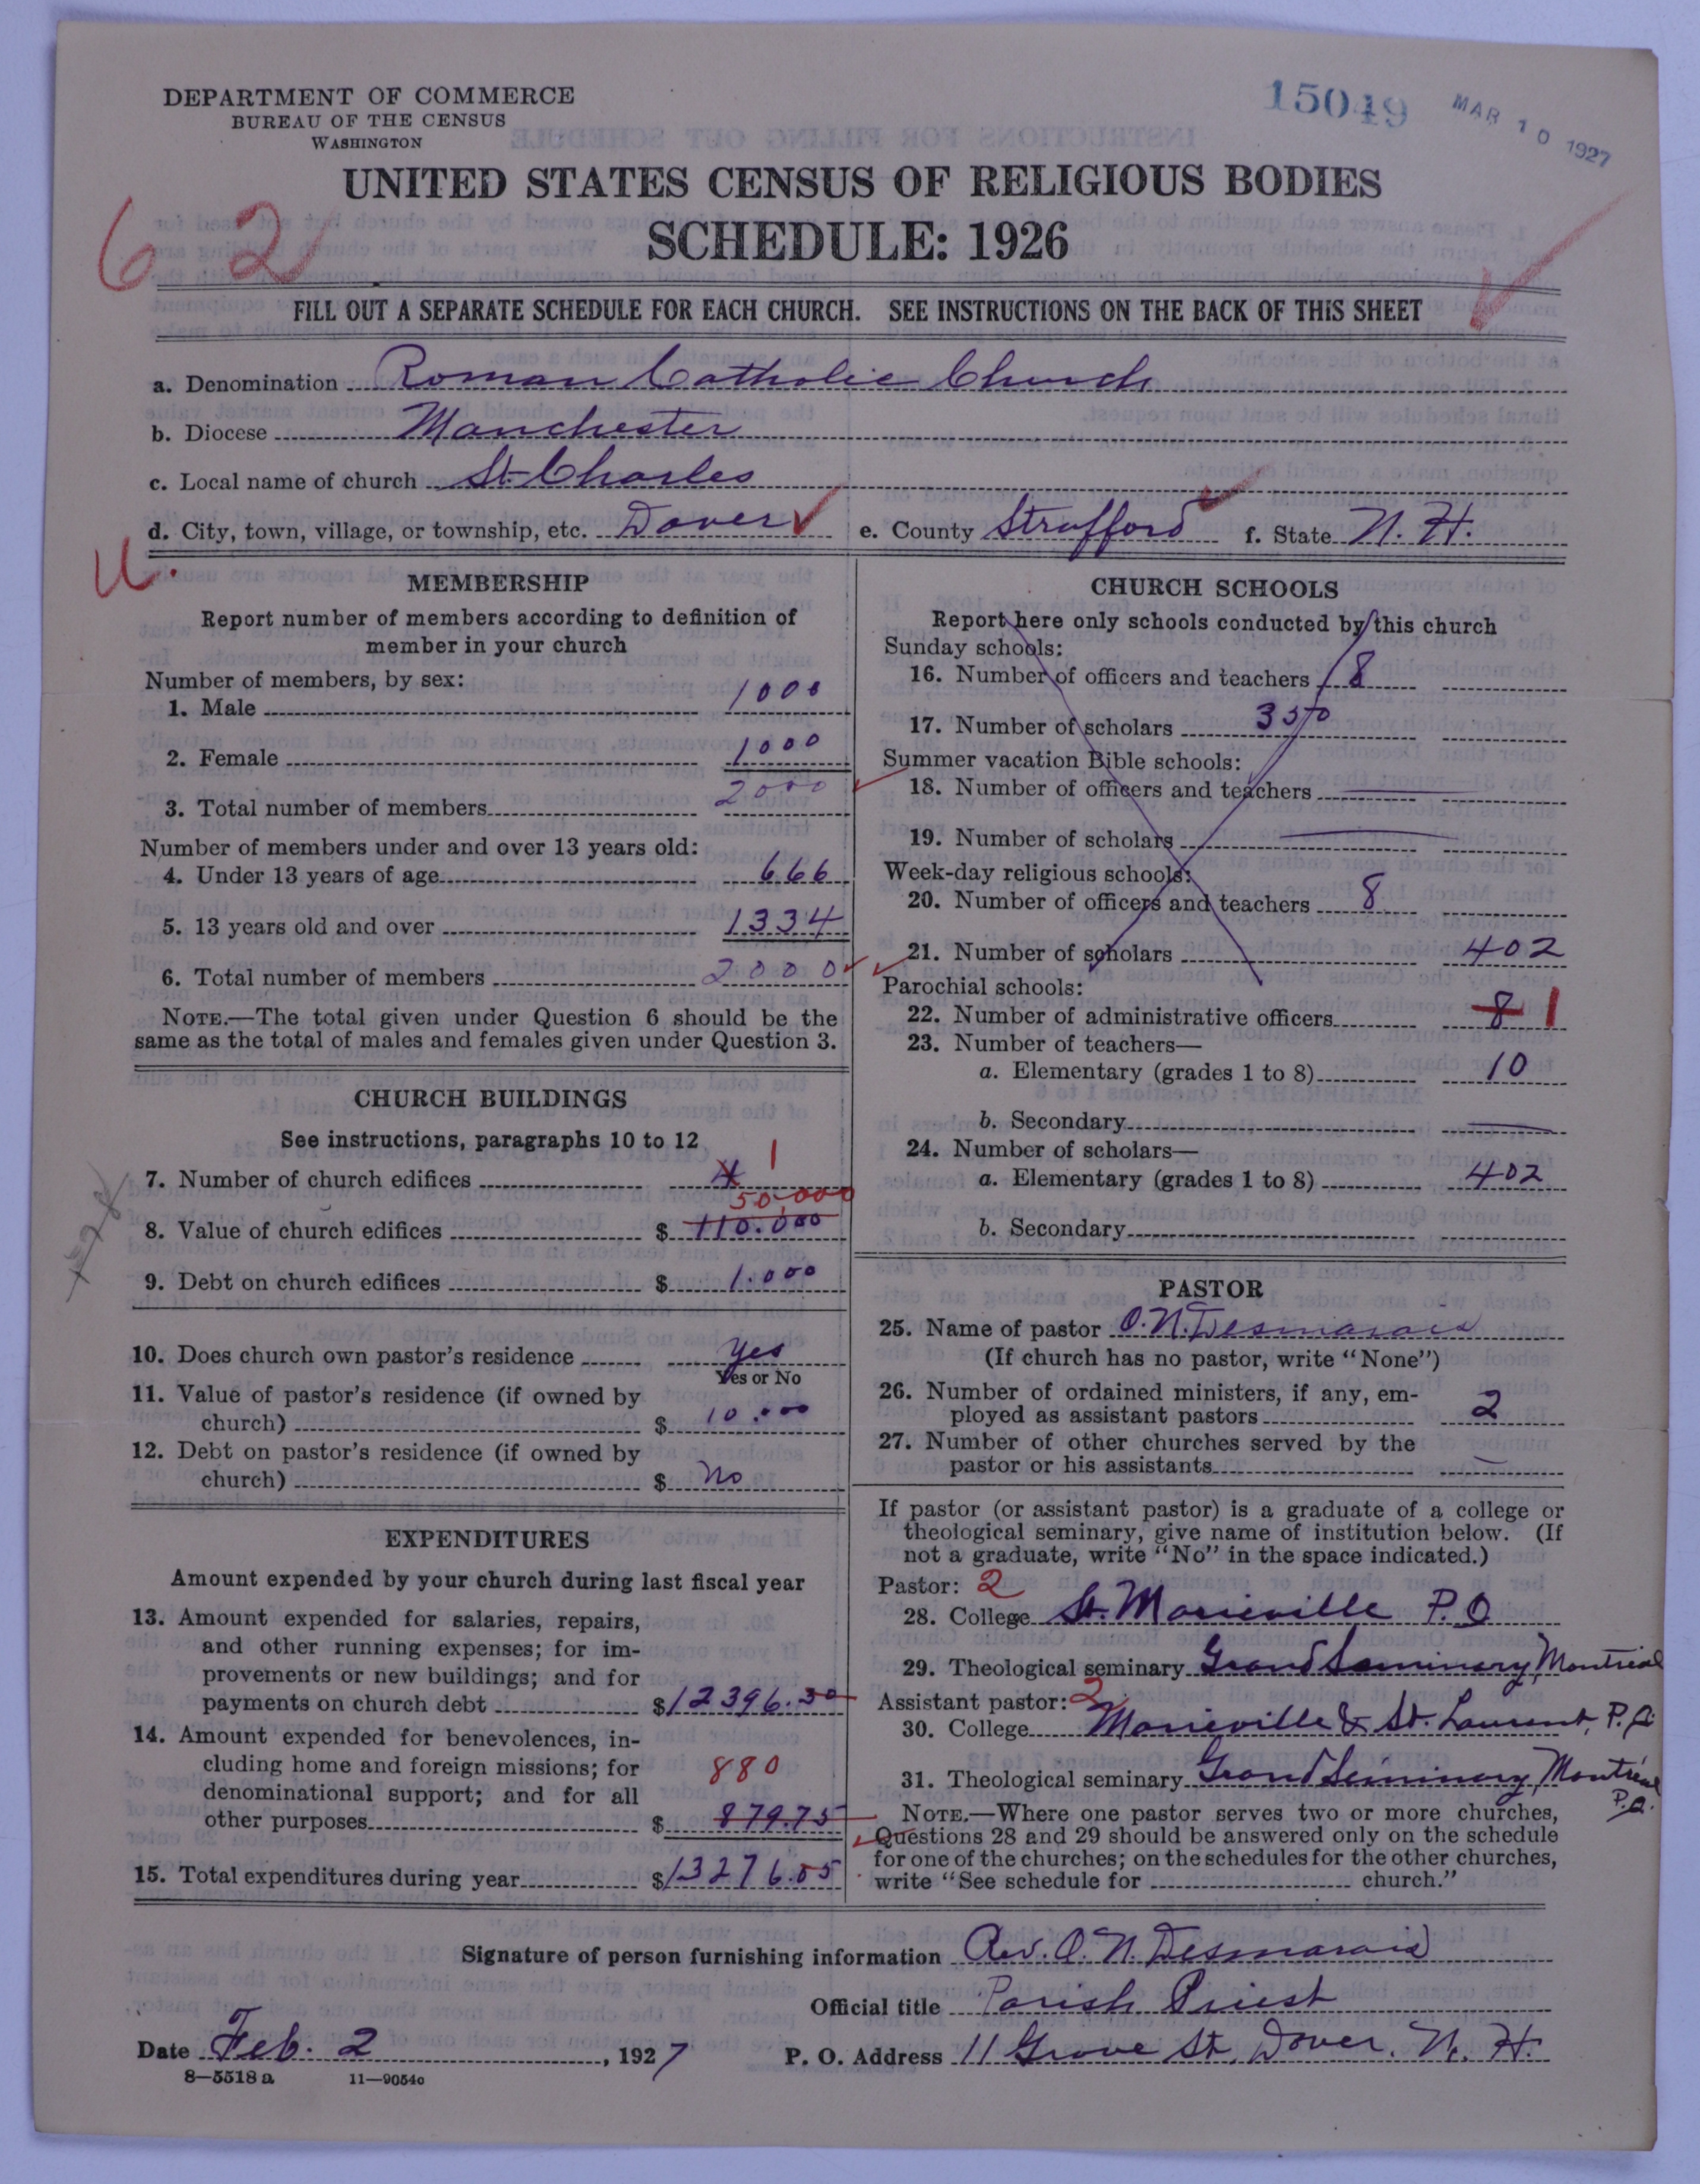 DEPARTMENT OF COMMERCE
BUREAU OF THE CENSUS
WASHINGTON
15049
MAR 10 1927
UNITED STATES CENSUS OF RELIGIOUS BODIES
SCHEDULE: 1926
6 2
FILL OUT A SEPARATE SCHEDULE FOR EACH CHURCH. SEE INSTRUCTIONS ON THE BACK OF THIS SHEET
a. Denomination Roman Catholic Church
b. Diocese Manchester
c. Local name of church St. Charles
d. City, town, village, or township, etc. Dover e. County Strafford f. State N. H.
U.
MEMBERSHIP
Report number of members according to definition of
member in your church
Number of members, by sex:
1. Male 1000
2. Female 1000
3. Total number of members 2000
Number of members under and over 13 years old:
4. Under 13 years of age 666
5. 13 years old and over 1334
6. Total number of members 2000
NOTE.—The total given under Question 6 should be the
same as the total of males and females given under Question 3.
CHURCH BUILDINGS
See instructions, paragraphs 10 to 12
7. Number of church edifices 4 1
50,000
8. Value of church edifices $ 110.000
9. Debt on church edifices $ 1.000
10. Does church own pastor's residence Yes
Yes or No
11. Value of pastor's residence (if owned by
church) $ 10.000
12. Debt on pastor's residence (if owned by
church) $ No
EXPENDITURES
Amount expended by your church during last fiscal year
13. Amount expended for salaries, repairs,
and other running expenses; for im-
provements or new buildings; and for
payments on church debt $ 12396.30
14. Amount expended for benevolences, in-
cluding home and foreign missions; for 880
denominational support; and for all
other purposes $ 879.75
15. Total expenditures during year $ 13276.05
CHURCH SCHOOLS
Report here only schools conducted by this church
Sunday schools:
16. Number of officers and teachers 8
17. Number of scholars 350
Summer vacation Bible schools:
18. Number of officers and teachers
19. Number of scholars
Week-day religious schools:
20. Number of officers and teachers 8
21. Number of scholars 402
Parochial schools:
22. Number of administrative officers 8 1
23. Number of teachers—
a. Elementary (grades 1 to 8) 10
b. Secondary —
24. Number of scholars—
a. Elementary (grades 1 to 8) 402
b. Secondary
PASTOR
25. Name of pastor O. N. Desmarais
(If church has no pastor, write "None")
26. Number of ordained ministers, if any, em-
ployed as assistant pastors 2
27. Number of other churches served by the
pastor or his assistants —
If pastor (or assistant pastor) is a graduate of a college or
theological seminary, give name of institution below. (If
not a graduate, write "No" in the space indicated.)
Pastor: 2
28. College St. Marieville P.Q
29. Theological seminary Grand Seminary, Montreal
Assistant pastor: 2
30. College Marieville & St. Laurent, P.Q.
31. Theological seminary Grand Seminary, Montreal
P.Q.
NOTE.—Where one pastor serves two or more churches,
Questions 28 and 29 should be answered only on the schedule
for one of the churches; on the schedules for the other churches,
write "See schedule for church."
Signature of person furnishing information Rev. O. N. Desmarais
Official title Parish Priest
Date Feb. 2, 1927 P. O. Address 11 Grove St. Dover. N. H.
8—5518 a 11—9054c